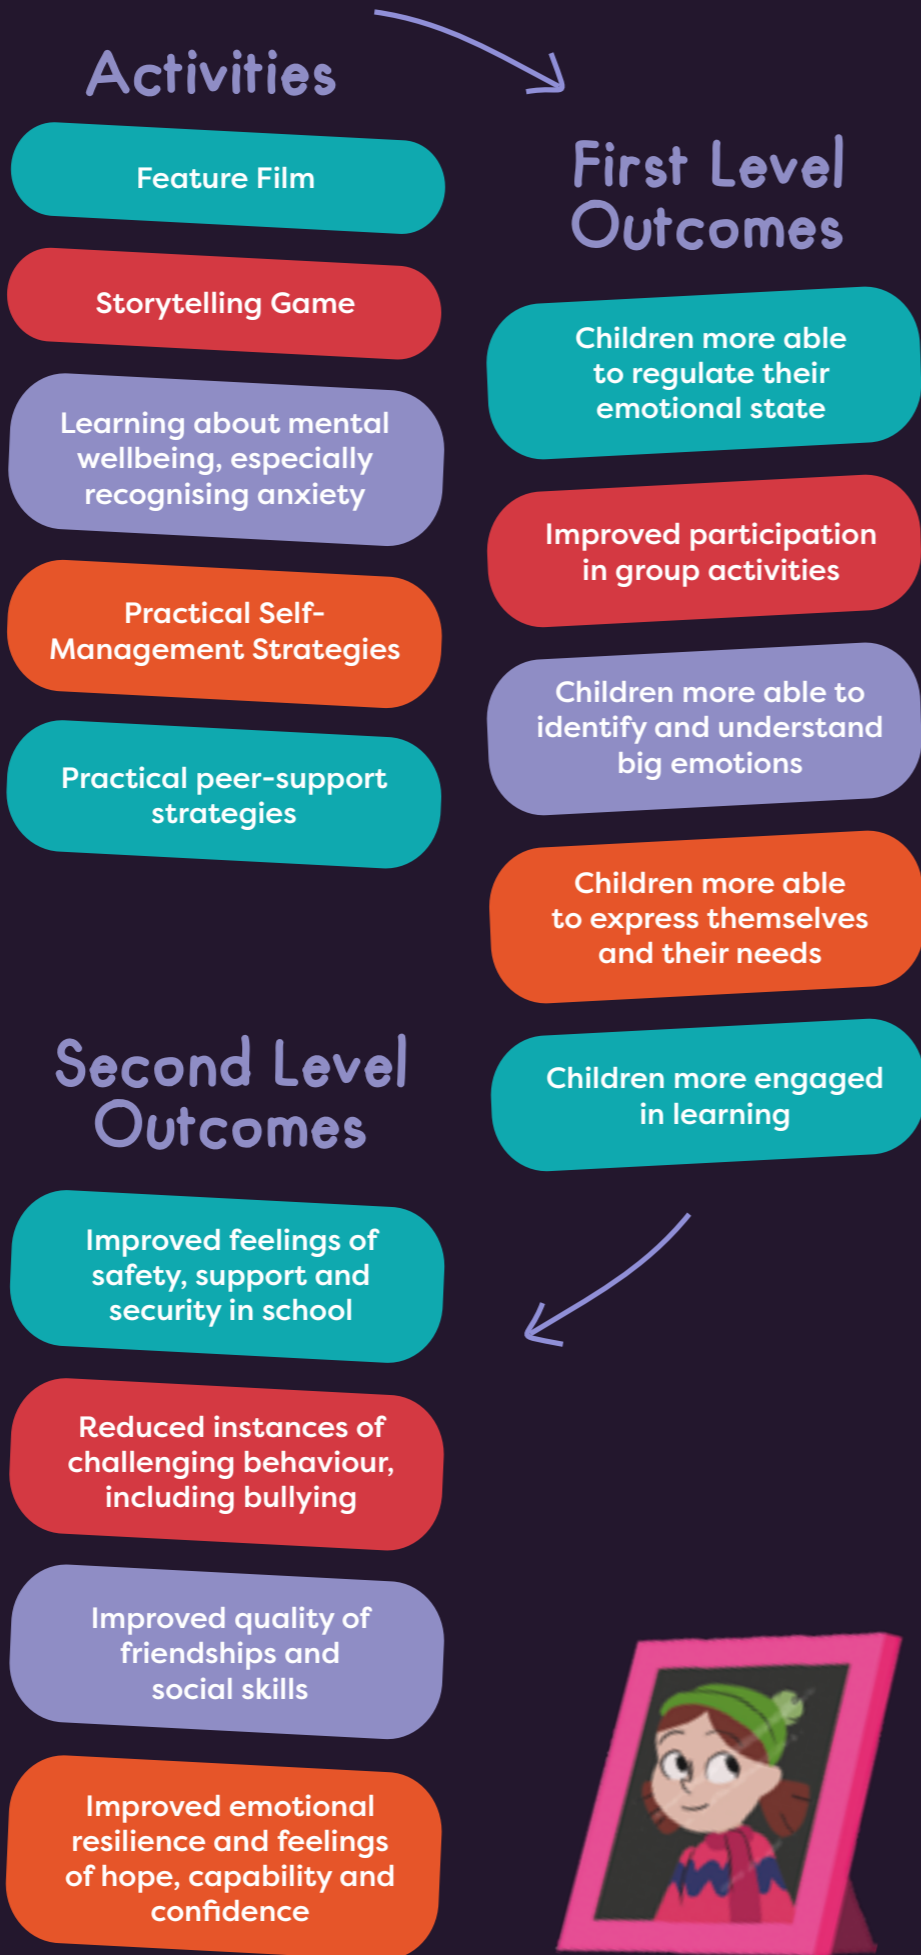 Activities
Feature Film
Storytelling Game
Learning about mental
wellbeing, especially
recognising anxiety
Practical Self-
Management Strategies
Practical peer-support
strategies
First Level
Outcomes
Children more able
to regulate their
emotional state
Improved participation
in group activities
Children more able to
identify and understand
big emotions
Children more able
to express themselves
and their needs
Children more engaged
in learning
Second Level
Outcomes
Improved feelings of
safety, support and
security in school
Reduced instances of
challenging behaviour,
including bullying
Improved quality of
friendships and
social skills
Improved emotional
resilience and feelings
of hope, capability and
confidence